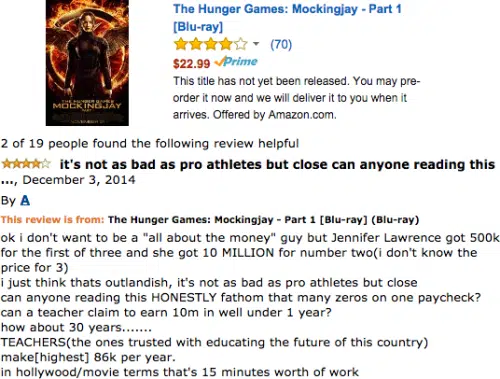 The Hunger Games: Mockingjay - Part 1
[Blu-ray]
(70)
$22.99 Prime
This title has not yet been released. You may pre-
order it now and we will deliver it to you when it
arrives. Offered by Amazon.com.
THE HUNGER GAMES
MOCKINGJAY
2 of 19 people found the following review helpful
it's not as bad as pro athletes but close can anyone reading this
..., December 3, 2014
By A
This review is from: The Hunger Games: Mockingjay - Part 1 [Blu-ray] (Blu-ray)
ok i don't want to be a "all about the money" guy but Jennifer Lawrence got 500k
for the first of three and she got 10 MILLION for number two(i don't know the
price for 3)
i just think thats outlandish, it's not as bad as pro athletes but close
can anyone reading this HONESTLY fathom that many zeros on one paycheck?
can a teacher claim to earn 10m in well under 1 year?
how about 30 years.......
TEACHERS(the ones trusted with educating the future of this country)
make[highest] 86k per year.
in hollywood/movie terms that's 15 minutes worth of work